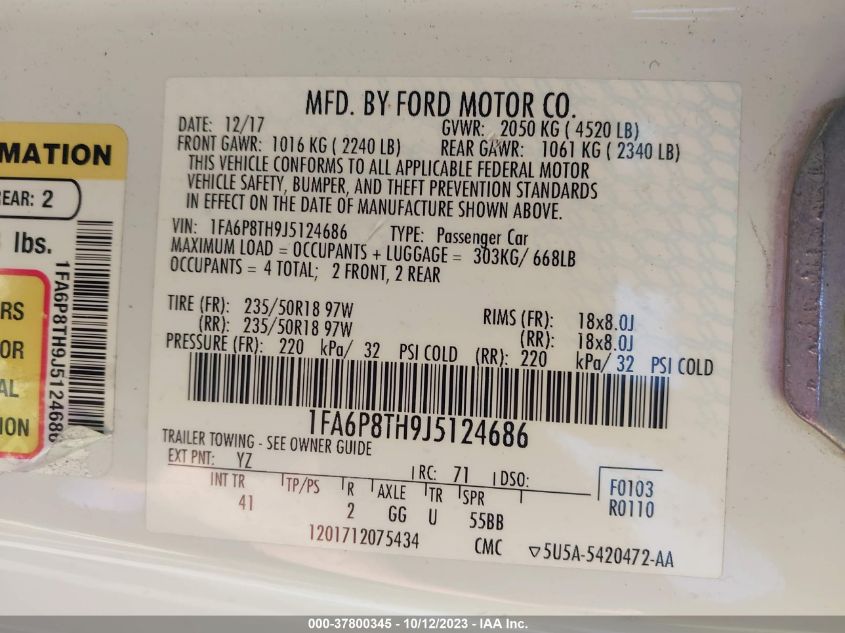 MFD. BY FORD MOTOR CO.
DATE: 12/17 GVWR: 2050 KG ( 4520 LB)
FRONT GAWR: 1016 KG ( 2240 LB) REAR GAWR: 1061 KG ( 2340 LB)
THIS VEHICLE CONFORMS TO ALL APPLICABLE FEDERAL MOTOR
VEHICLE SAFETY, BUMPER, AND THEFT PREVENTION STANDARDS
IN EFFECT ON THE DATE OF MANUFACTURE SHOWN ABOVE.
VIN: 1FA6P8TH9J5124686 TYPE: Passenger Car
MAXIMUM LOAD = OCCUPANTS + LUGGAGE = 303KG/ 668LB
OCCUPANTS = 4 TOTAL; 2 FRONT, 2 REAR
TIRE (FR): 235/50R18 97W RIMS (FR): 18x8.0J
(RR): 235/50R18 97W (RR): 18x8.0J
PRESSURE (FR): 220 kPa/ 32 PSI COLD (RR): 220 kPa/ 32 PSI COLD
1FA6P8TH9J5124686
TRAILER TOWING - SEE OWNER GUIDE
EXT PNT: YZ RC: 71 DSO:
INT TR TP/PS R AXLE TR SPR
41 2 GG U 55BB
F0103
R0110
1201712075434 CMC ▽5U5A-5420472-AA
MATION
EAR: 2
lbs.
1FA6P8TH9J5124686
RS
OR
AL
ION
000-37800345 - 10/12/2023 - IAA Inc.